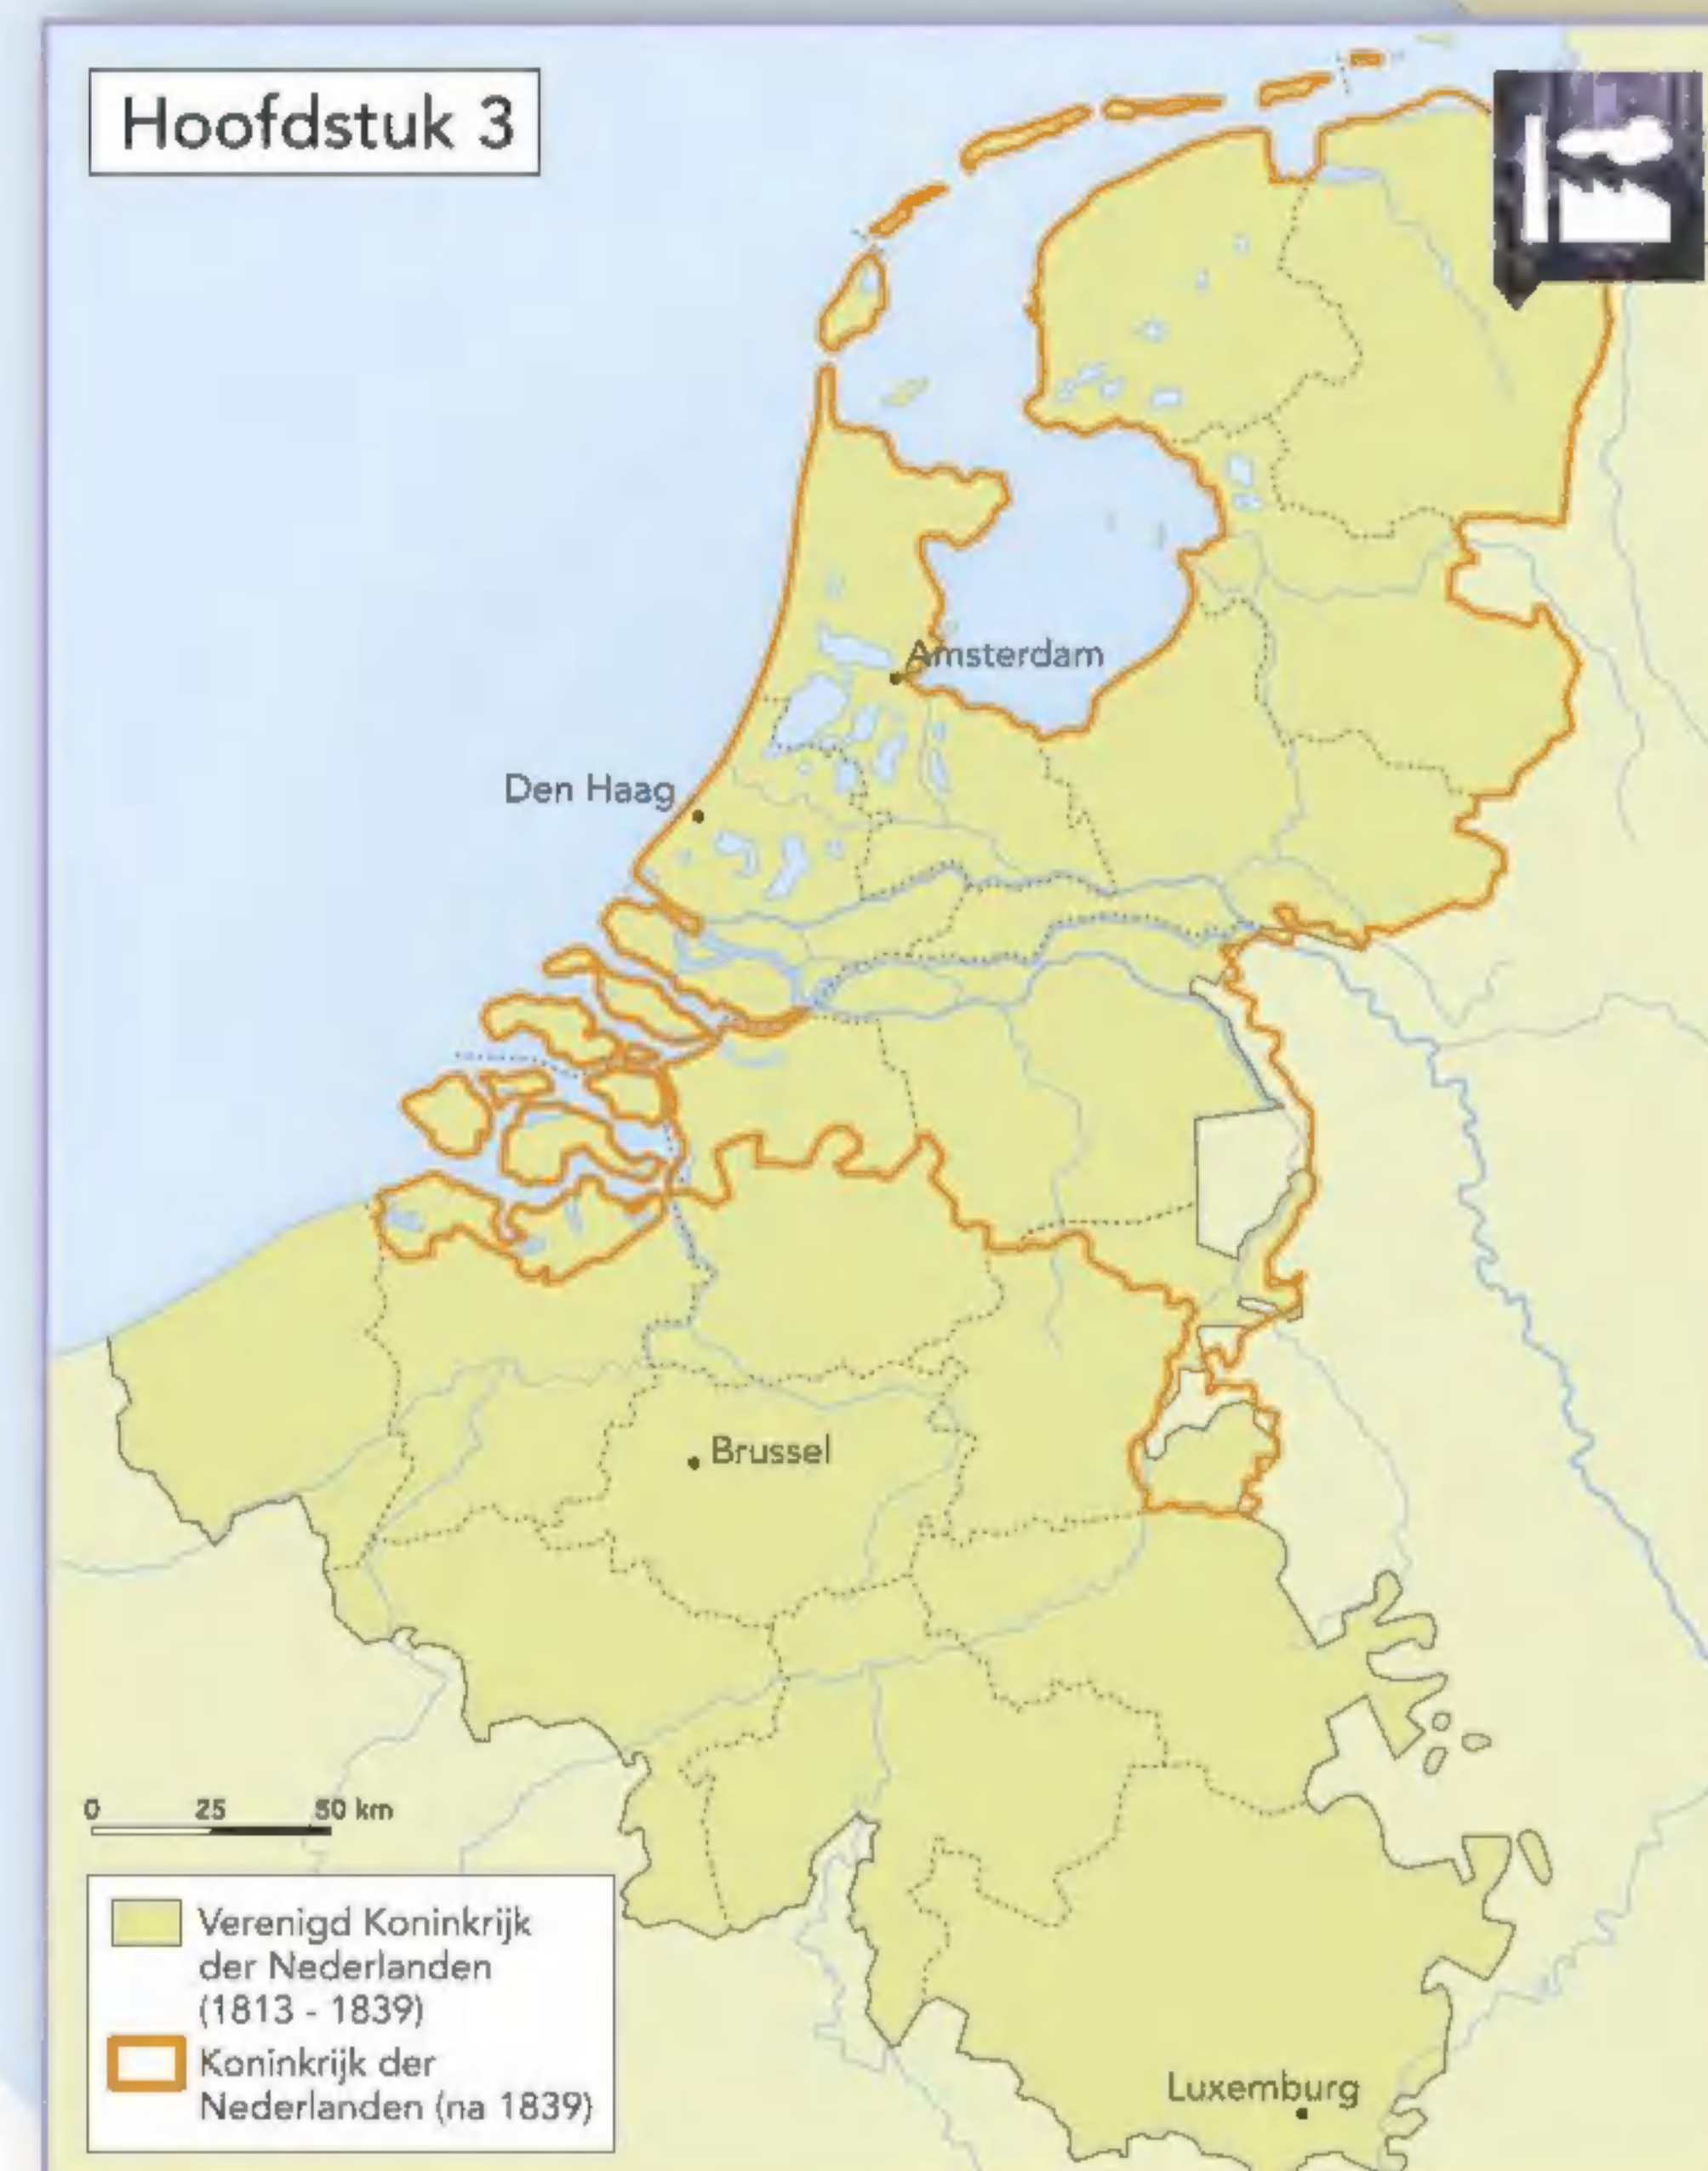 Hoofdstuk 3
Amsterdam
Den Haag
Brussel
0 25 50 km
Verenigd Koninkrijk
der Nederlanden
(1813 - 1839)
Koninkrijk der
Nederlanden (na 1839)
Luxemburg